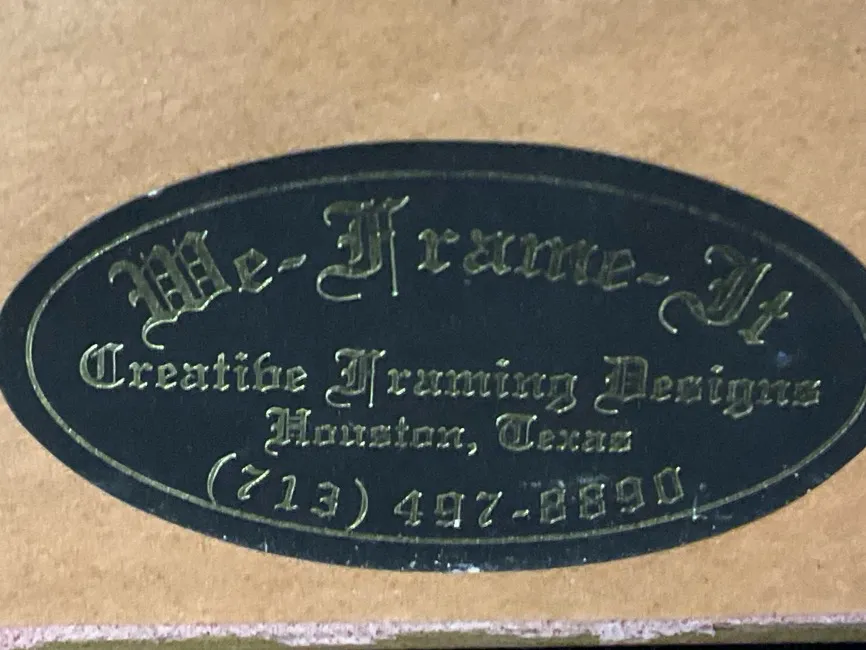 We-Frame-It
Creative Framing Designs
Houston, Texas
(713) 497-8890